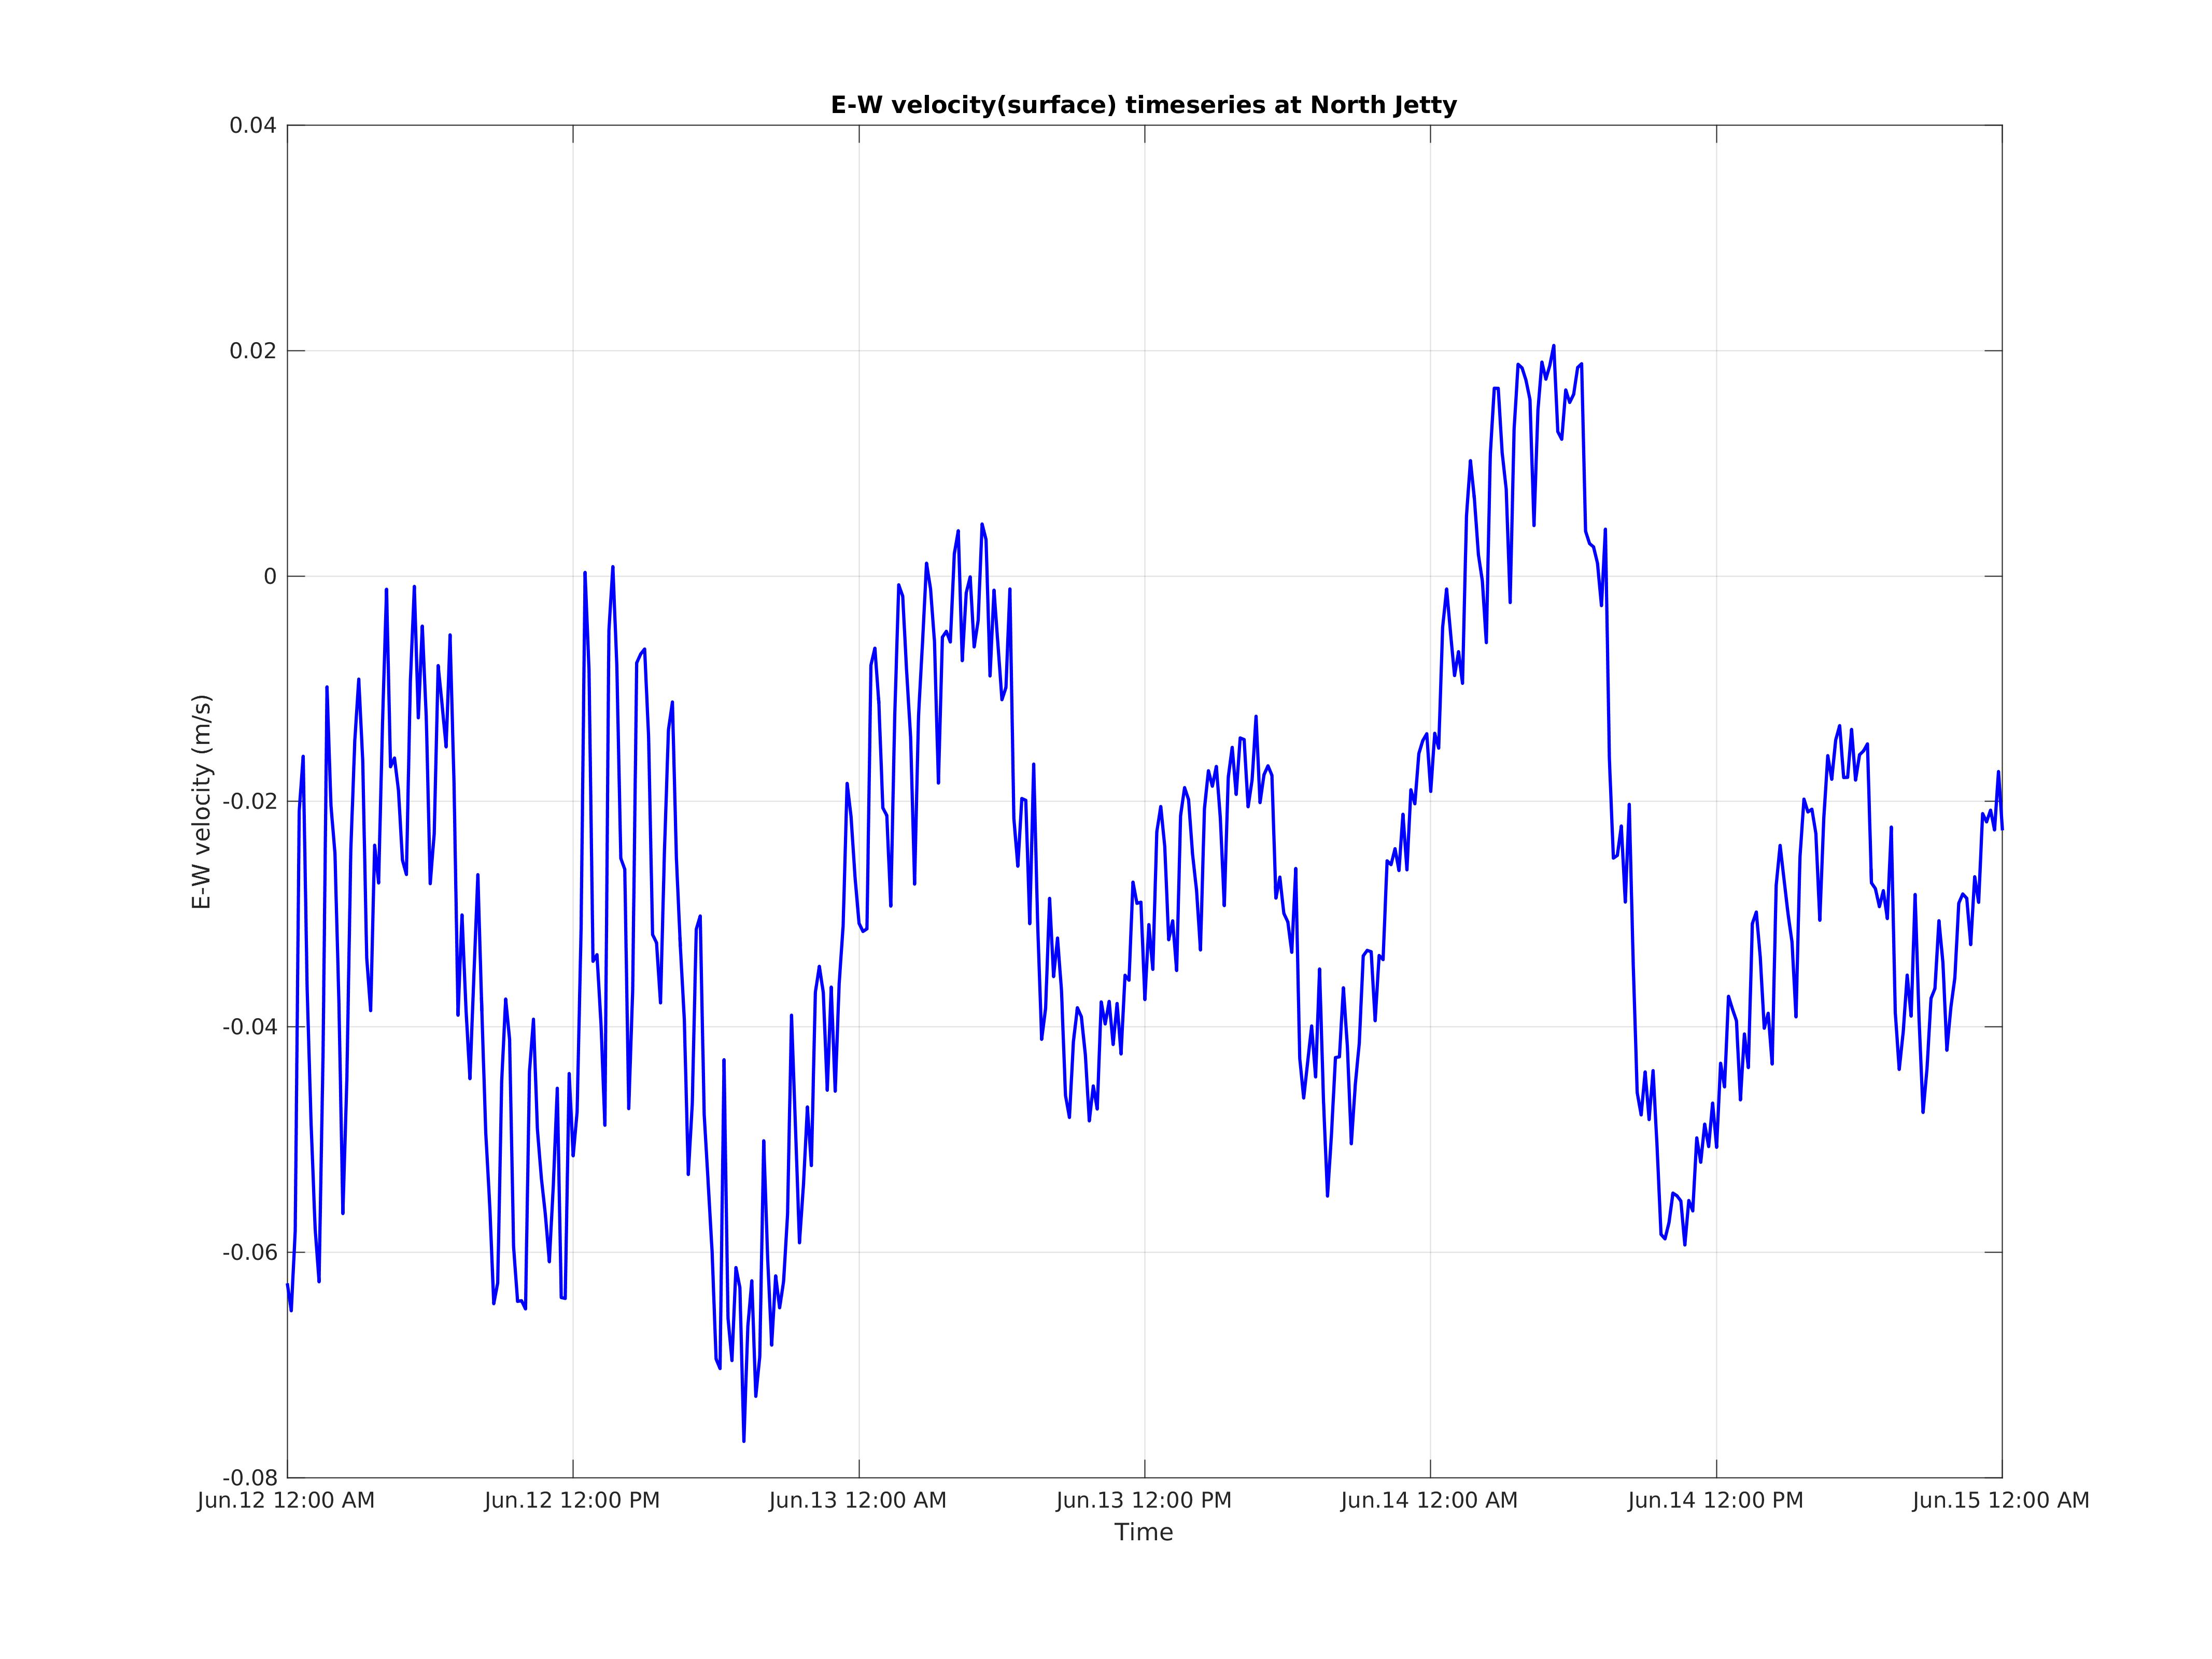 E-W velocity(surface) timeseries at North Jetty
0.04
0.02
0
-0.02
-0.04
-0.06
-0.08
E-W velocity (m/s)
Jun.12 12:00 AM
Jun.12 12:00 PM
Jun.13 12:00 AM
Jun.13 12:00 PM
Jun.14 12:00 AM
Jun.14 12:00 PM
Jun.15 12:00 AM
Time